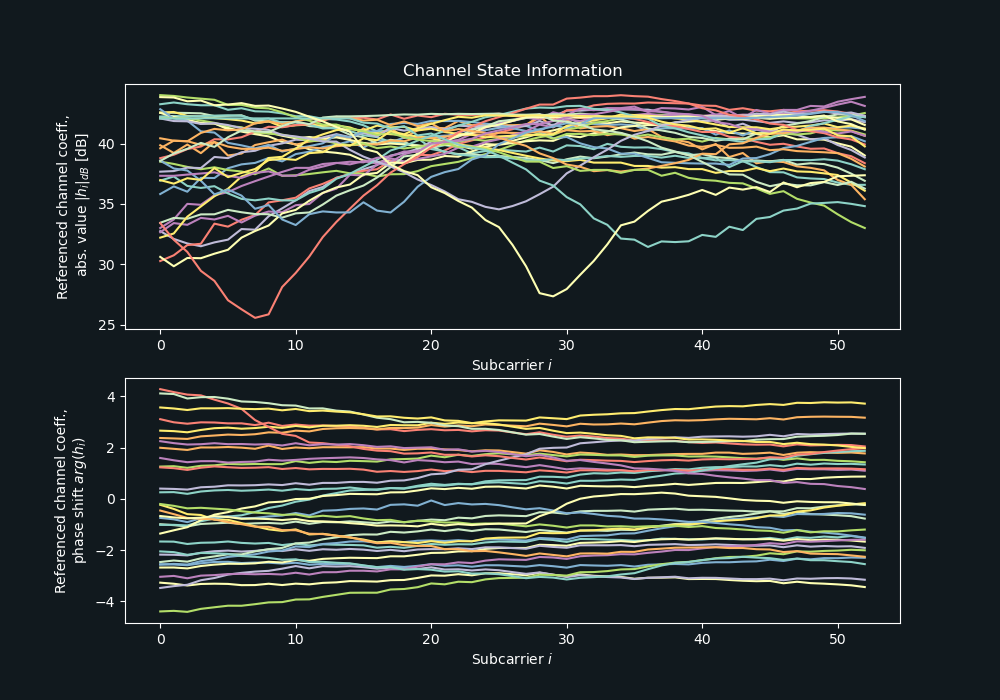 Channel State Information
Referenced channel coeff.,
abs. value |h_i|_{dB} [dB]
40
35
30
25
0 10 20 30 40 50
Subcarrier i
Referenced channel coeff.,
phase shift arg(h_i)
4
2
0
−2
−4
0 10 20 30 40 50
Subcarrier i